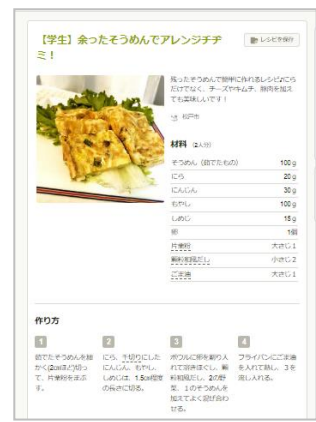 【学生】余ったそうめんでアレンジチヂ
ミ！
レシピを保存
残ったそうめんで簡単に作れるレシピ♪にら
だけでなく、チーズやキムチ、豚肉を加え
ても美味しいです！
松戸市
材料 (2人分)
そうめん（茹でたもの） 100ｇ
にら 20ｇ
にんじん 30ｇ
もやし 100ｇ
しめじ 15ｇ
卵 1個
片栗粉 大さじ１
顆粒和風だし 小さじ２
ごま油 大さじ１
作り方
1
茹でたそうめんを細
かく(2㎝ほど)切っ
て、片栗粉をまぶ
す。
2
にら、千切りにした
にんじん、もやし、
しめじは、1.5㎝程度
の長さに切る。
3
ボウルに卵を割り入
れて溶きほぐし、顆
粒和風だし、２の野
菜、１のそうめんを
加えてよく混ぜ合わ
せる。
4
フライパンにごま油
を入れて熱し、３を
流し入れる。